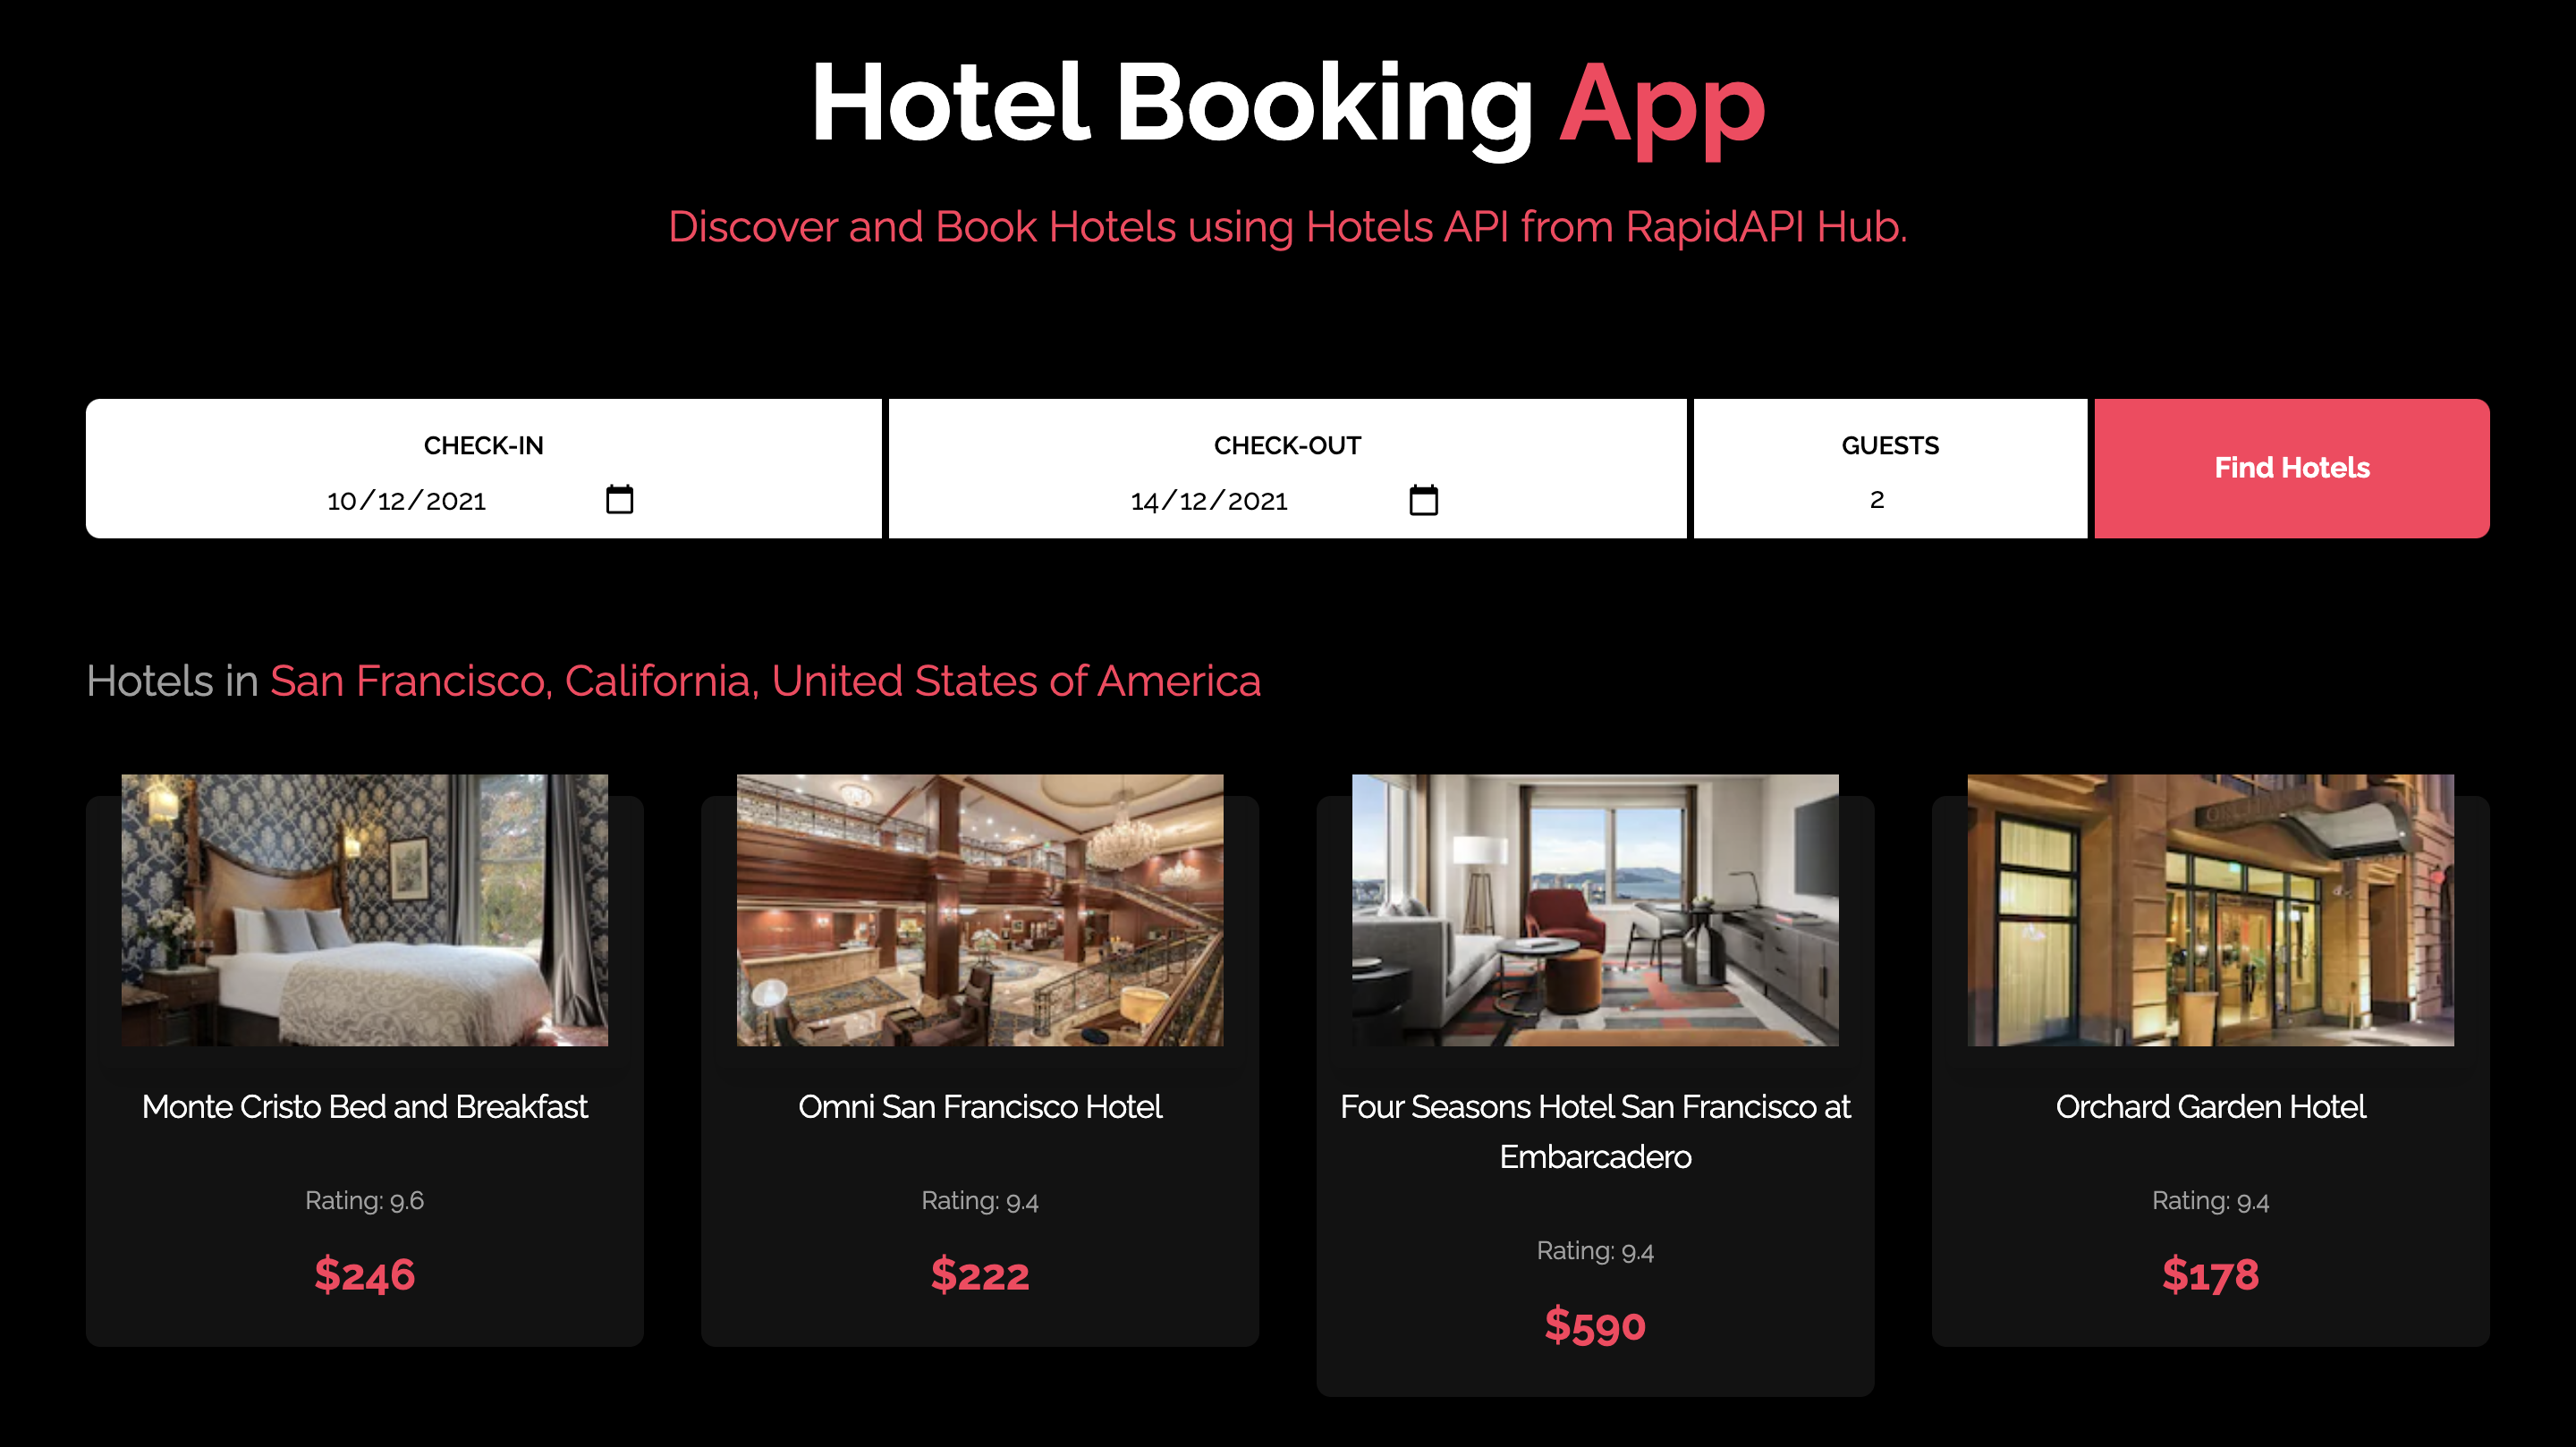 Hotel Booking App
Discover and Book Hotels using Hotels API from RapidAPI Hub.
CHECK-IN
10/12/2021
CHECK-OUT
14/12/2021
GUESTS
2
Find Hotels
Hotels in San Francisco, California, United States of America
Monte Cristo Bed and Breakfast
Rating: 9.6
$246
Omni San Francisco Hotel
Rating: 9.4
$222
Four Seasons Hotel San Francisco at
Embarcadero
Rating: 9.4
$590
Orchard Garden Hotel
Rating: 9.4
$178